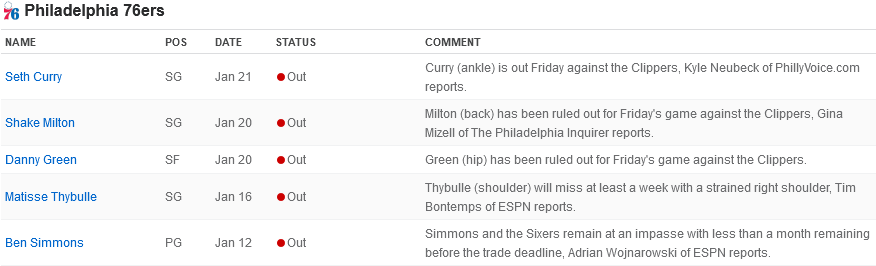 76 Philadelphia 76ers
NAME POS DATE STATUS COMMENT
Seth Curry SG Jan 21 Out Curry (ankle) is out Friday against the Clippers, Kyle Neubeck of PhillyVoice.com
reports.
Shake Milton SG Jan 20 Out Milton (back) has been ruled out for Friday's game against the Clippers, Gina
Mizell of The Philadelphia Inquirer reports.
Danny Green SF Jan 20 Out Green (hip) has been ruled out for Friday's game against the Clippers.
Matisse Thybulle SG Jan 16 Out Thybulle (shoulder) will miss at least a week with a strained right shoulder, Tim
Bontemps of ESPN reports.
Ben Simmons PG Jan 12 Out Simmons and the Sixers remain at an impasse with less than a month remaining
before the trade deadline, Adrian Wojnarowski of ESPN reports.